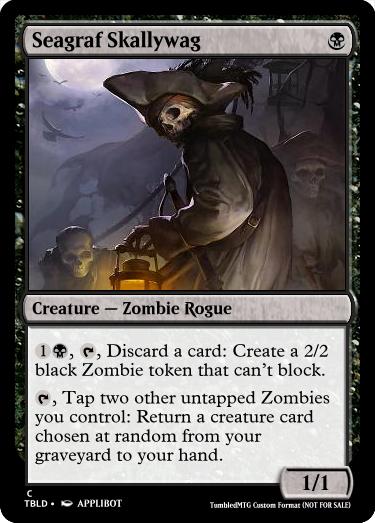 Seagraf Skallywag
Creature — Zombie Rogue
1, , Discard a card: Create a 2/2
black Zombie token that can't block.
, Tap two other untapped Zombies
you control: Return a creature card
chosen at random from your
graveyard to your hand.
1/1
C
TBLD • APPLIBOT
TumbledMTG Custom Format (NOT FOR SALE)